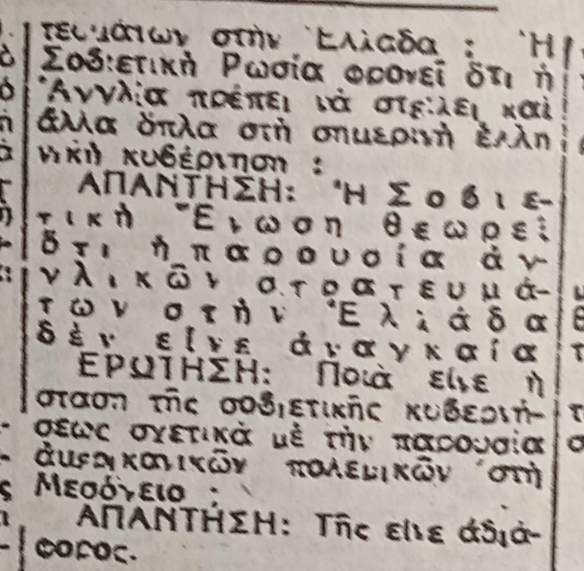 τευμάτων στὴν Ἑλλάδα ; Ἡ
Σοβιετικὴ Ρωσία φρονεῖ ὅτι ἡ
Ἀγγλία πρέπει νὰ στείλει καὶ
ἄλλα ὅπλα στὴ σημερινὴ ἑλλη
νικὴ κυβέρνηση ;
ΑΠΑΝΤΗΣΗ: Ἡ Σοβιε-
τικὴ Ἕνωση θεωρεῖ
ὅτι ἡ παρουσία ἀγ-
γλικῶν στρατευμά-
των στὴν Ἑλλάδα
δὲν εἶνε ἀναγκαία
ΕΡΩΤΗΣΗ: Ποιὰ εἶνε ἡ
σταση τῆς σοβιετικῆς κυβερνή-
σεως σχετικὰ μὲ τὴν παρουσία
ἀμερικανικῶν πολεμικῶν στὴ
Μεσόγειο ;
ΑΠΑΝΤΗΣΗ: Τῆς εἶνε ἀδιά-
φορος.